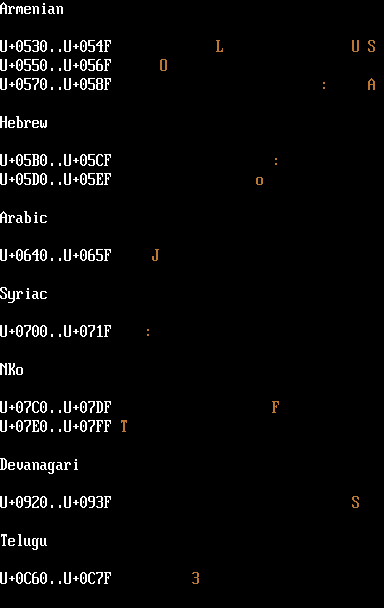 Armenian
U+0530..U+054F L U S
U+0550..U+056F O
U+0570..U+058F : A
Hebrew
U+05B0..U+05CF :
U+05D0..U+05EF o
Arabic
U+0640..U+065F J
Syriac
U+0700..U+071F :
NKo
U+07C0..U+07DF F
U+07E0..U+07FF T
Devanagari
U+0920..U+093F S
Telugu
U+0C60..U+0C7F 3